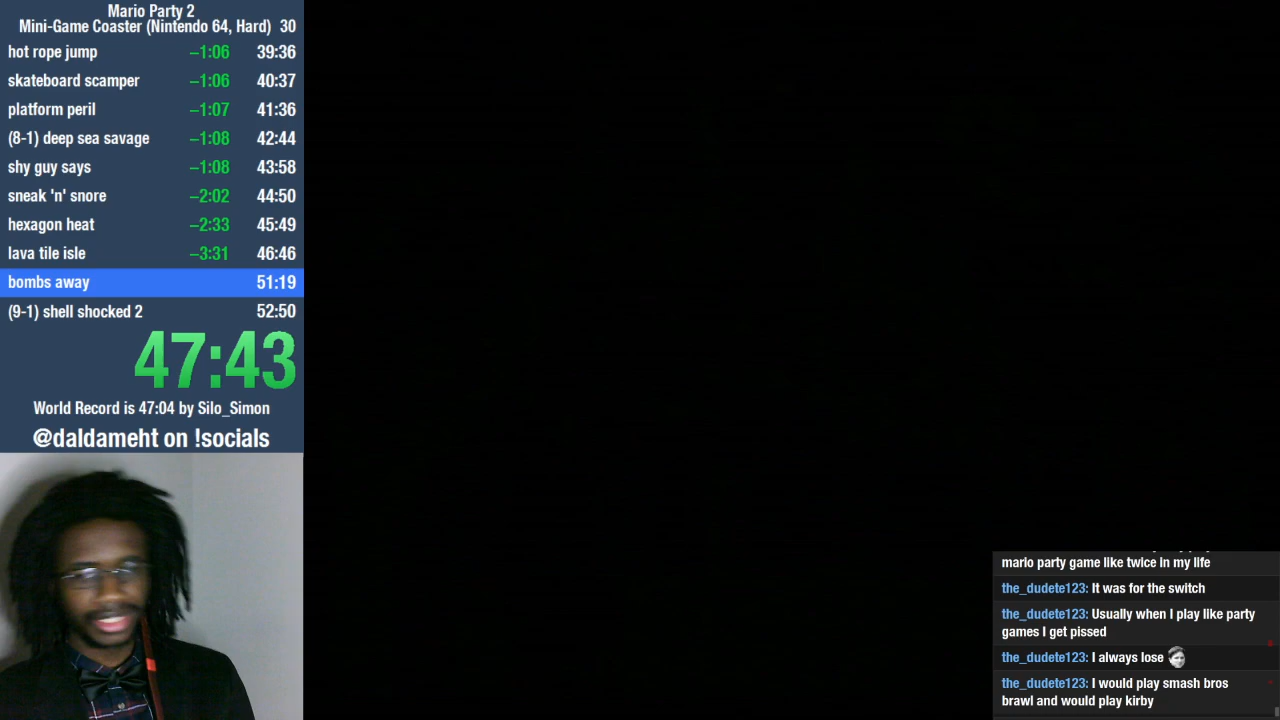 Mario Party 2
Mini-Game Coaster (Nintendo 64, Hard) 30
hot rope jump –1:06 39:36
skateboard scamper –1:06 40:37
platform peril –1:07 41:36
(8-1) deep sea savage –1:08 42:44
shy guy says –1:08 43:58
sneak 'n' snore –2:02 44:50
hexagon heat –2:33 45:49
lava tile isle –3:31 46:46
bombs away 51:19
(9-1) shell shocked 2 52:50
47:43
World Record is 47:04 by Silo_Simon
@daldameht on !socials
mario party game like twice in my life
the_dudete123: It was for the switch
the_dudete123: Usually when I play like party
games I get pissed
the_dudete123: I always lose
the_dudete123: I would play smash bros
brawl and would play kirby